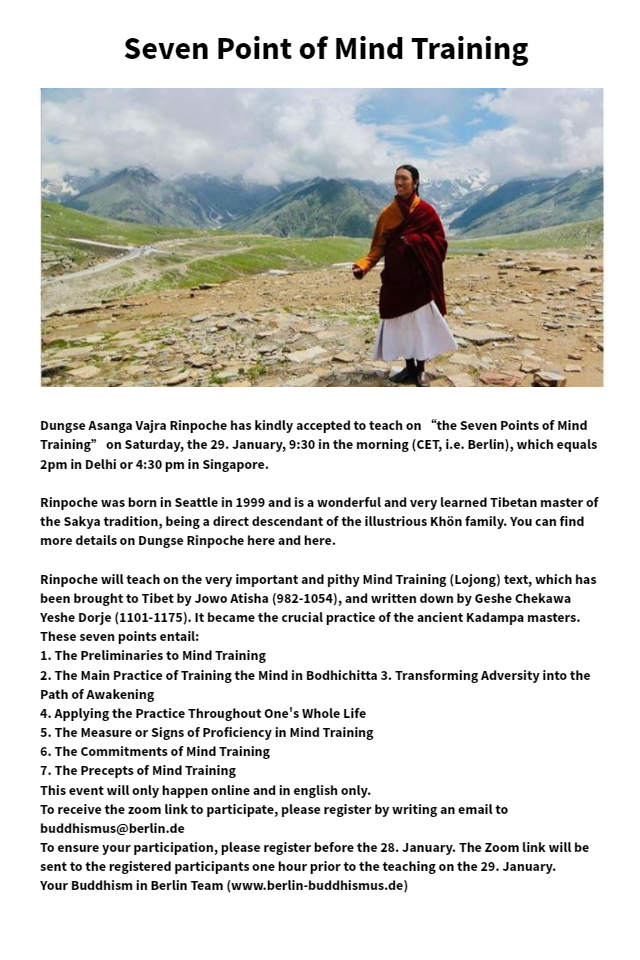 Seven Point of Mind Training
Dungse Asanga Vajra Rinpoche has kindly accepted to teach on “the Seven Points of Mind
Training” on Saturday, the 29. January, 9:30 in the morning (CET, i.e. Berlin), which equals
2pm in Delhi or 4:30 pm in Singapore.
Rinpoche was born in Seattle in 1999 and is a wonderful and very learned Tibetan master of
the Sakya tradition, being a direct descendant of the illustrious Khön family. You can find
more details on Dungse Rinpoche here and here.
Rinpoche will teach on the very important and pithy Mind Training (Lojong) text, which has
been brought to Tibet by Jowo Atisha (982-1054), and written down by Geshe Chekawa
Yeshe Dorje (1101-1175). It became the crucial practice of the ancient Kadampa masters.
These seven points entail:
1. The Preliminaries to Mind Training
2. The Main Practice of Training the Mind in Bodhichitta 3. Transforming Adversity into the
Path of Awakening
4. Applying the Practice Throughout One's Whole Life
5. The Measure or Signs of Proficiency in Mind Training
6. The Commitments of Mind Training
7. The Precepts of Mind Training
This event will only happen online and in english only.
To receive the zoom link to participate, please register by writing an email to
buddhismus@berlin.de
To ensure your participation, please register before the 28. January. The Zoom link will be
sent to the registered participants one hour prior to the teaching on the 29. January.
Your Buddhism in Berlin Team (www.berlin-buddhismus.de)